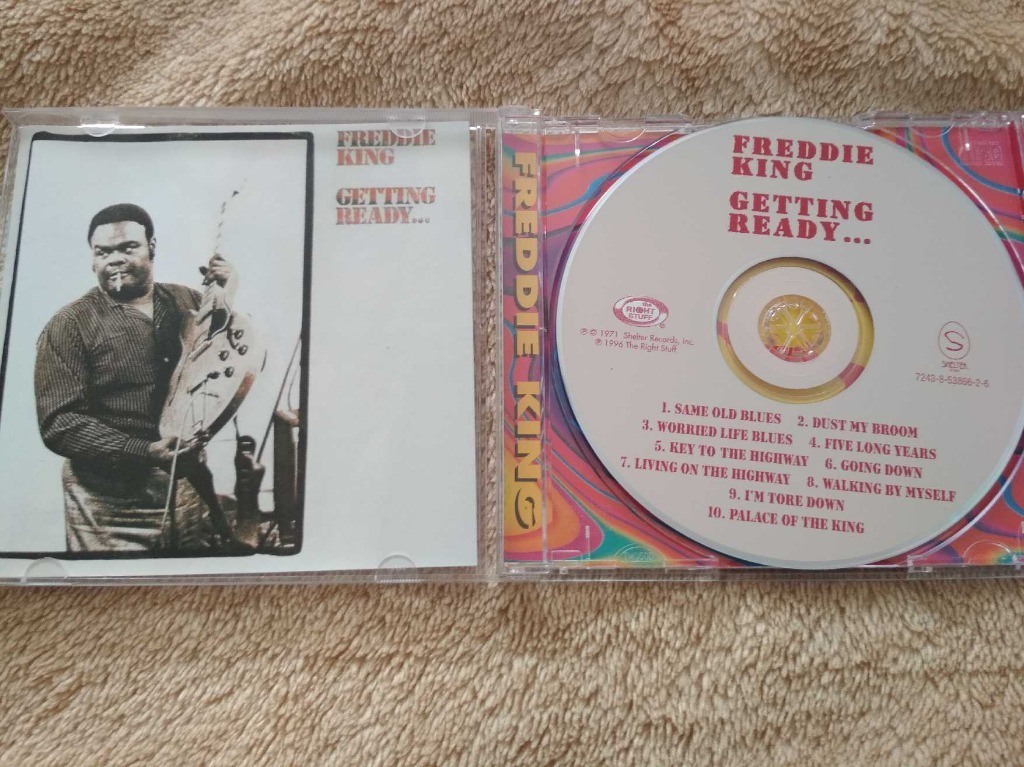 FREDDIE
KING
GETTING
READY...
FREDDIE KING
FREDDIE
KING
GETTING
READY...
the
RIGHT
STUFF
®
℗ © 1971 Shelter Records, Inc.
℗ 1996 The Right Stuff
S
SHELTER
7243-8-53866-2-6
1. SAME OLD BLUES 2. DUST MY BROOM
3. WORRIED LIFE BLUES 4. FIVE LONG YEARS
5. KEY TO THE HIGHWAY 6. GOING DOWN
7. LIVING ON THE HIGHWAY 8. WALKING BY MYSELF
9. I'M TORE DOWN
10. PALACE OF THE KING